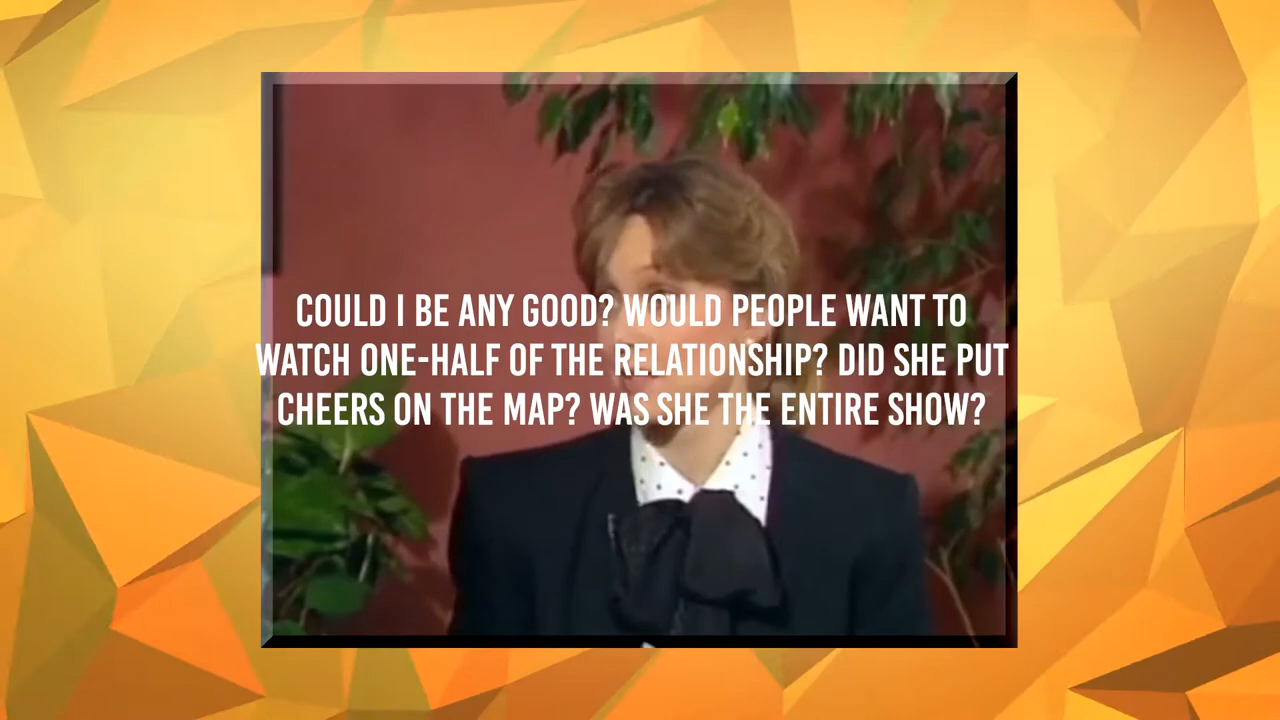 COULD I BE ANY GOOD? WOULD PEOPLE WANT TO
WATCH ONE-HALF OF THE RELATIONSHIP? DID SHE PUT
CHEERS ON THE MAP? WAS SHE THE ENTIRE SHOW?